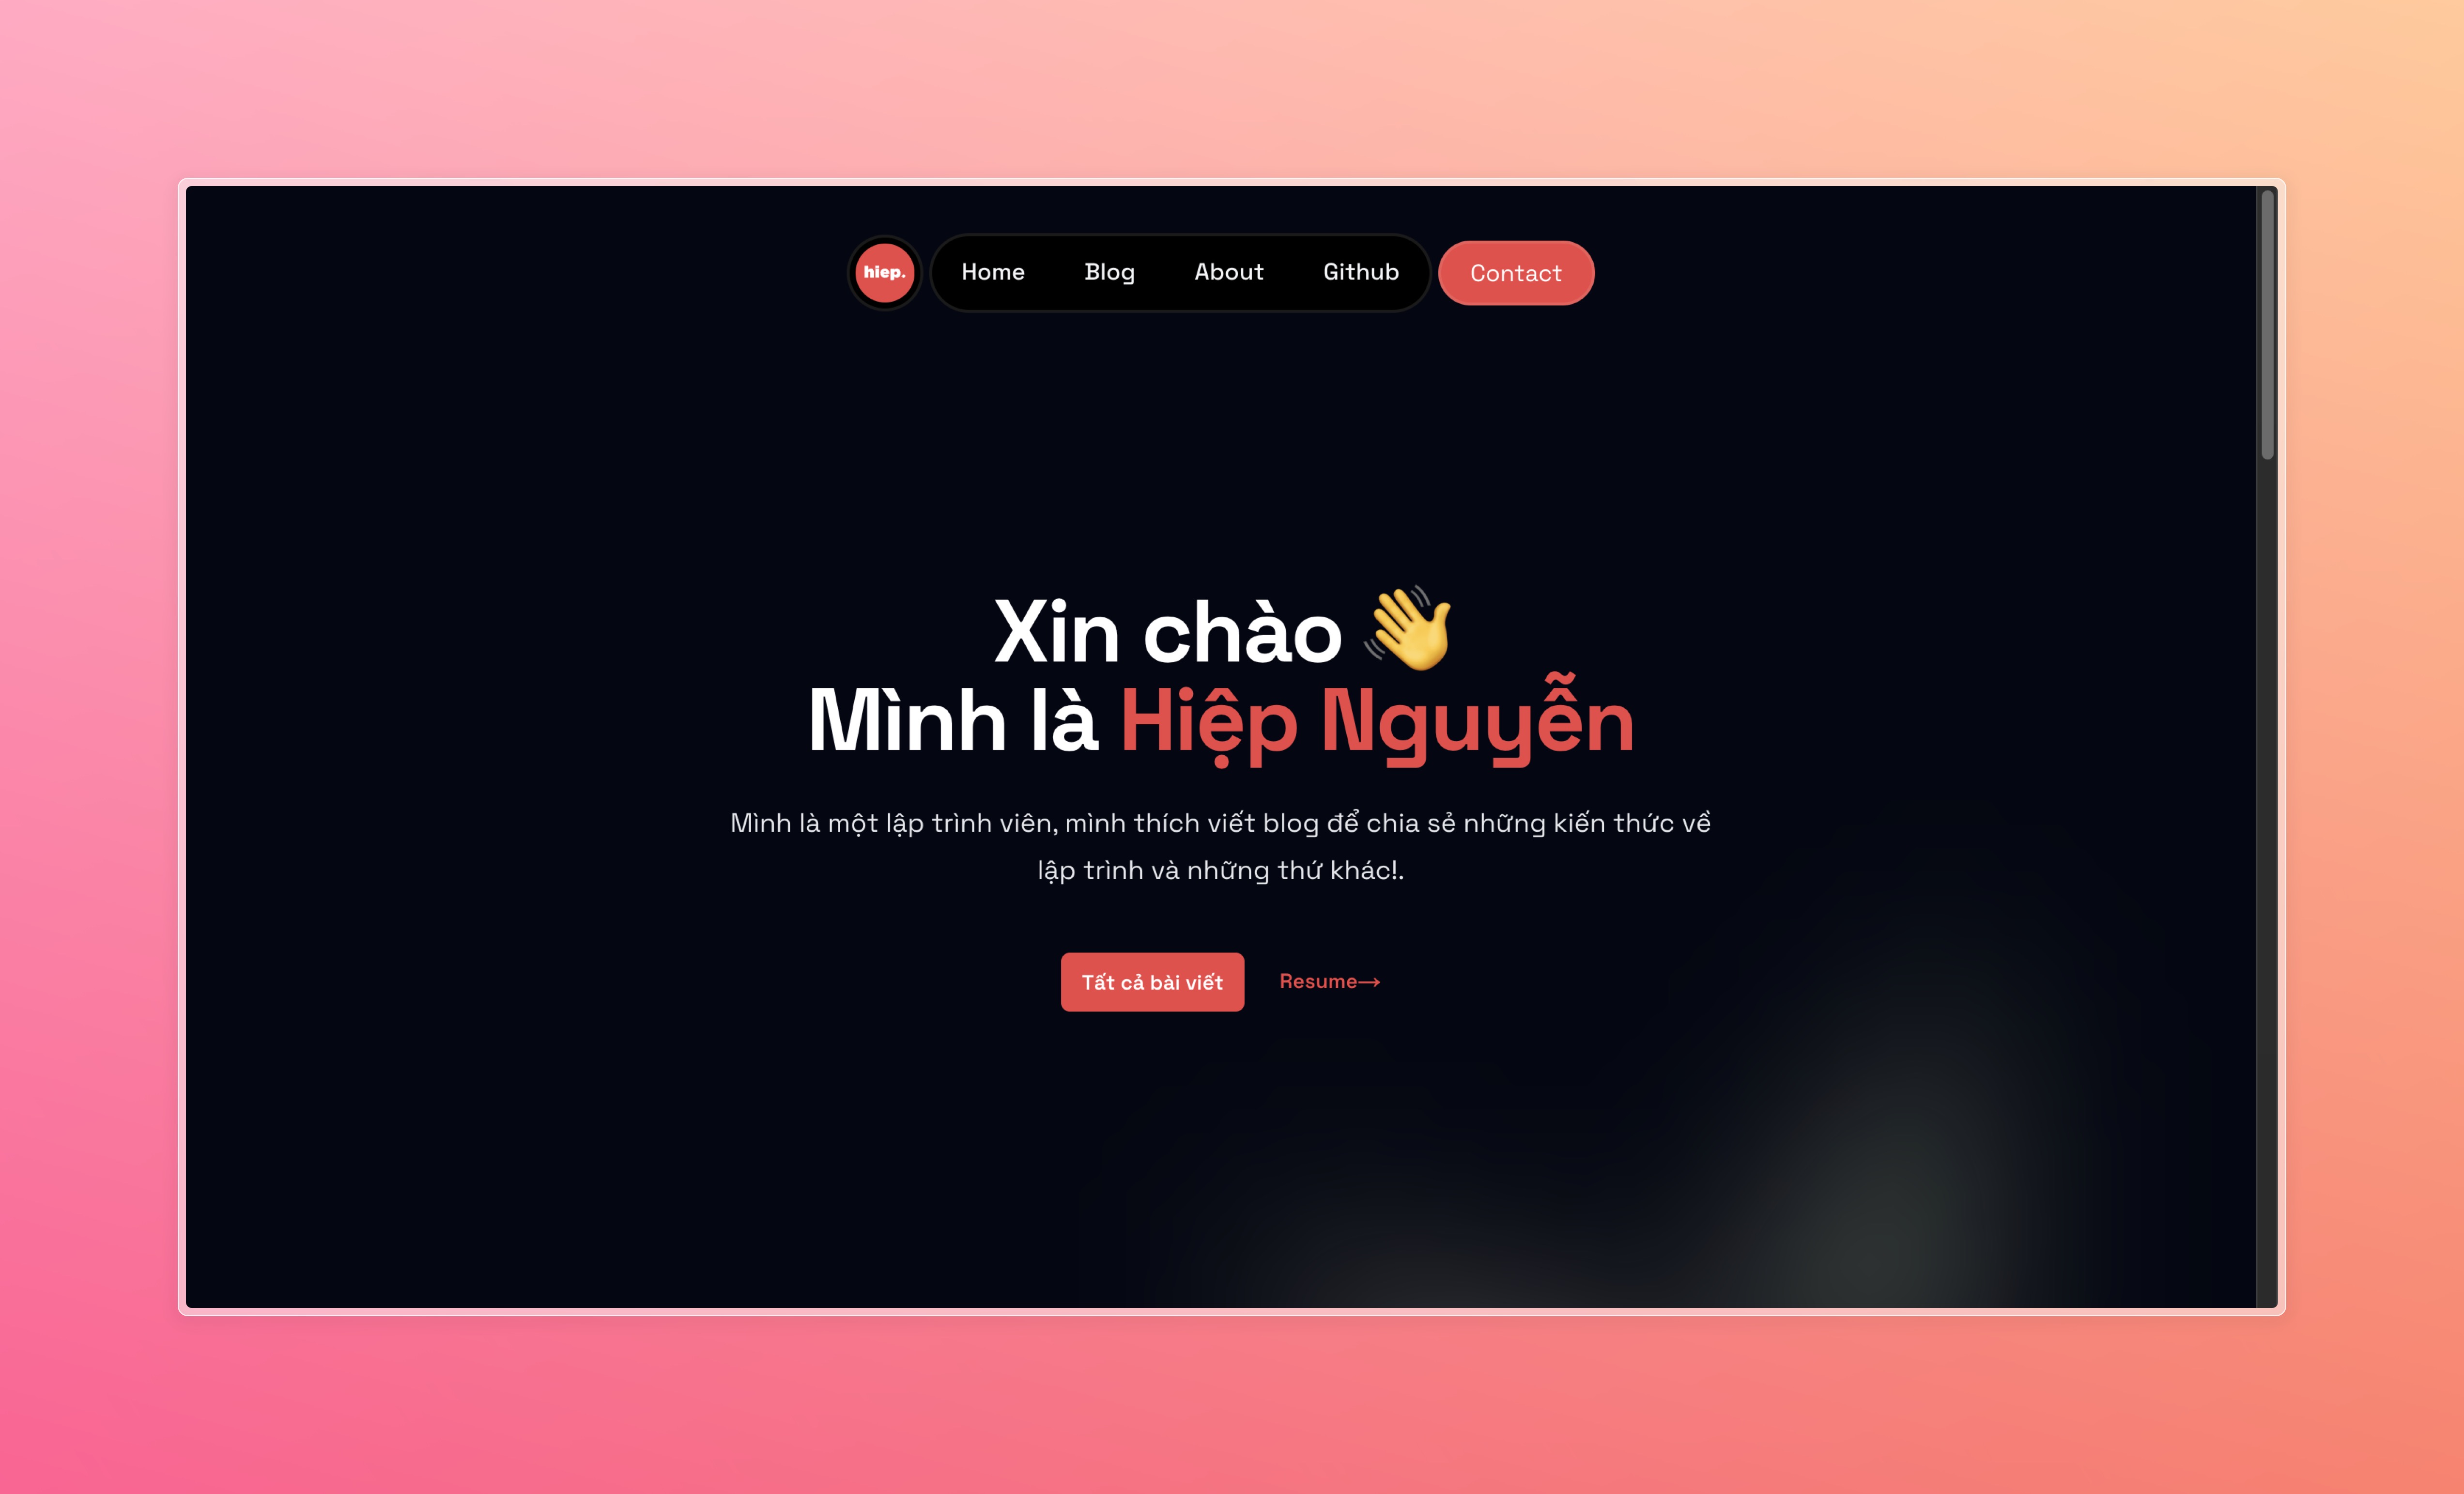 hiep.
Home Blog About Github
Contact
Xin chào 👋
Mình là Hiệp Nguyễn
Mình là một lập trình viên, mình thích viết blog để chia sẻ những kiến thức về
lập trình và những thứ khác!.
Tất cả bài viết
Resume→